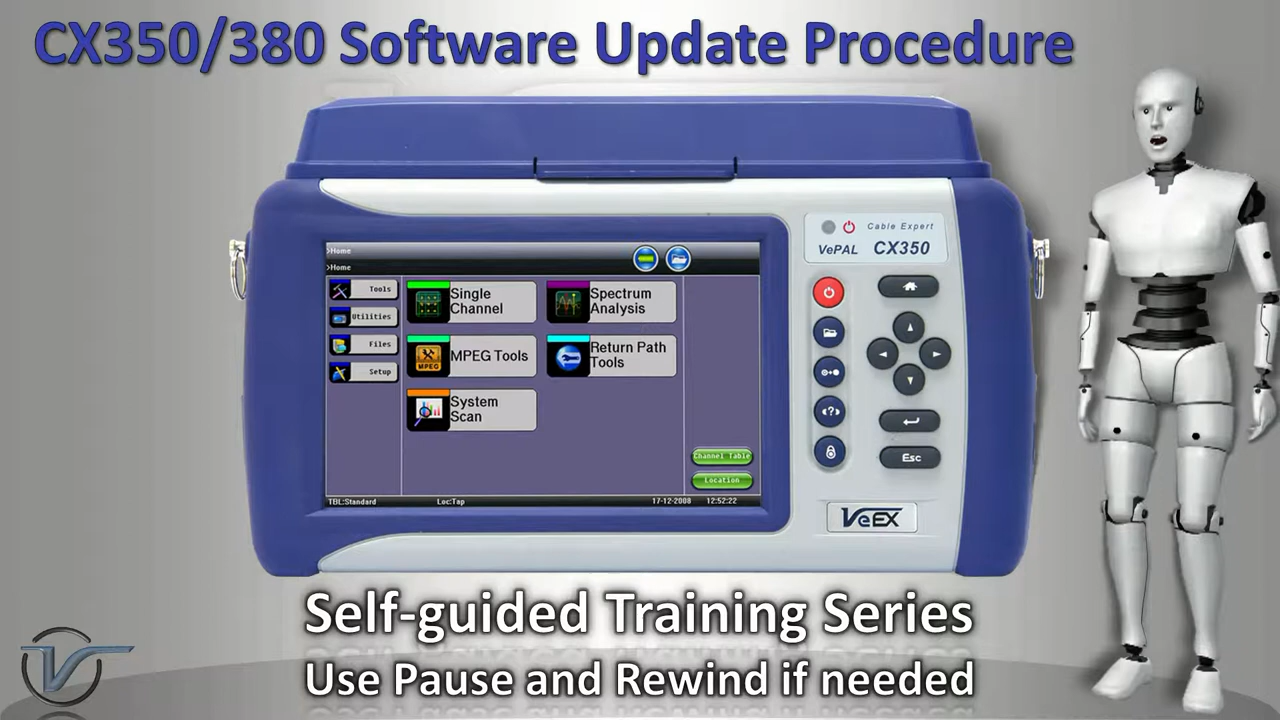 CX350/380 Software Update Procedure
Cable Expert
VePAL CX350
>Home
>Home
Tools
Utilities
Files
Setup
Single
Channel
Spectrum
Analysis
MPEG Tools
MPEG
Return Path
Tools
System
Scan
Channel Table
Location
TBL:Standard Loc:Tap 17-12-2008 12:52:22
<?>
Esc
VeEX
Self-guided Training Series
Use Pause and Rewind if needed